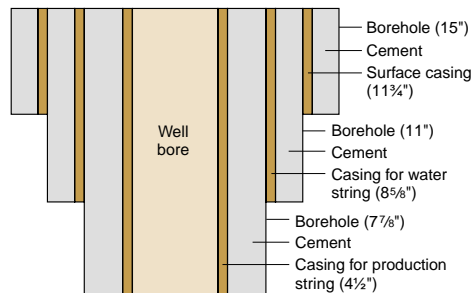 Borehole (15")
Cement
Surface casing
(11¾")
Well
bore
Borehole (11")
Cement
Casing for water
string (8⅝")
Borehole (7⅞")
Cement
Casing for production
string (4½")